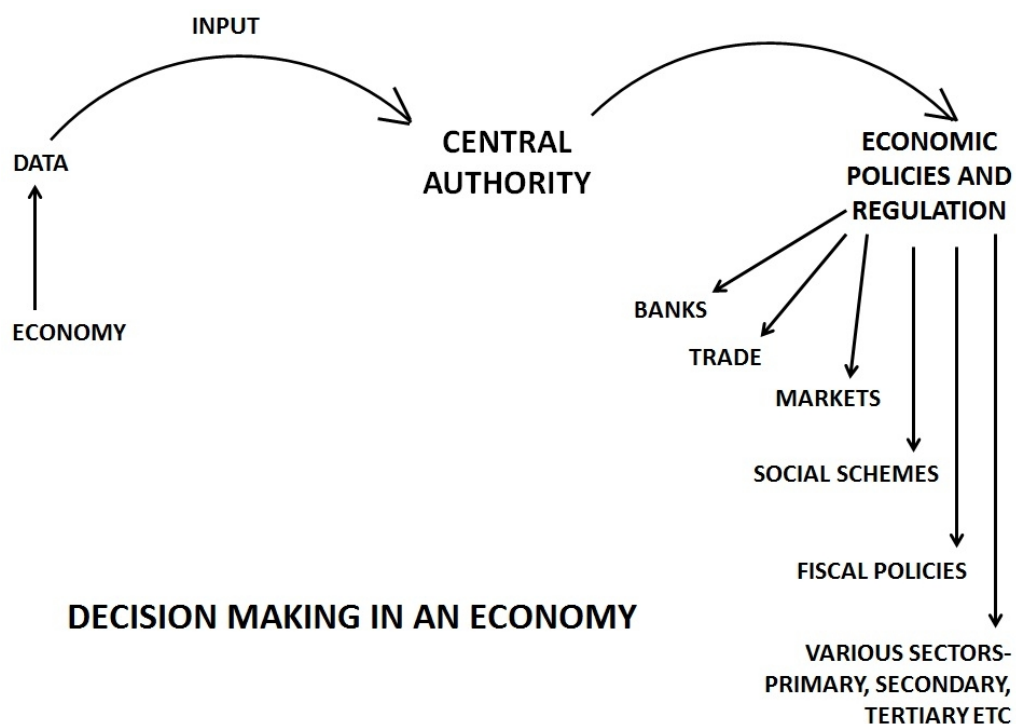 INPUT
DATA
ECONOMY
CENTRAL
AUTHORITY
ECONOMIC
POLICIES AND
REGULATION
BANKS
TRADE
MARKETS
SOCIAL SCHEMES
FISCAL POLICIES
VARIOUS SECTORS-
PRIMARY, SECONDARY,
TERTIARY ETC
DECISION MAKING IN AN ECONOMY